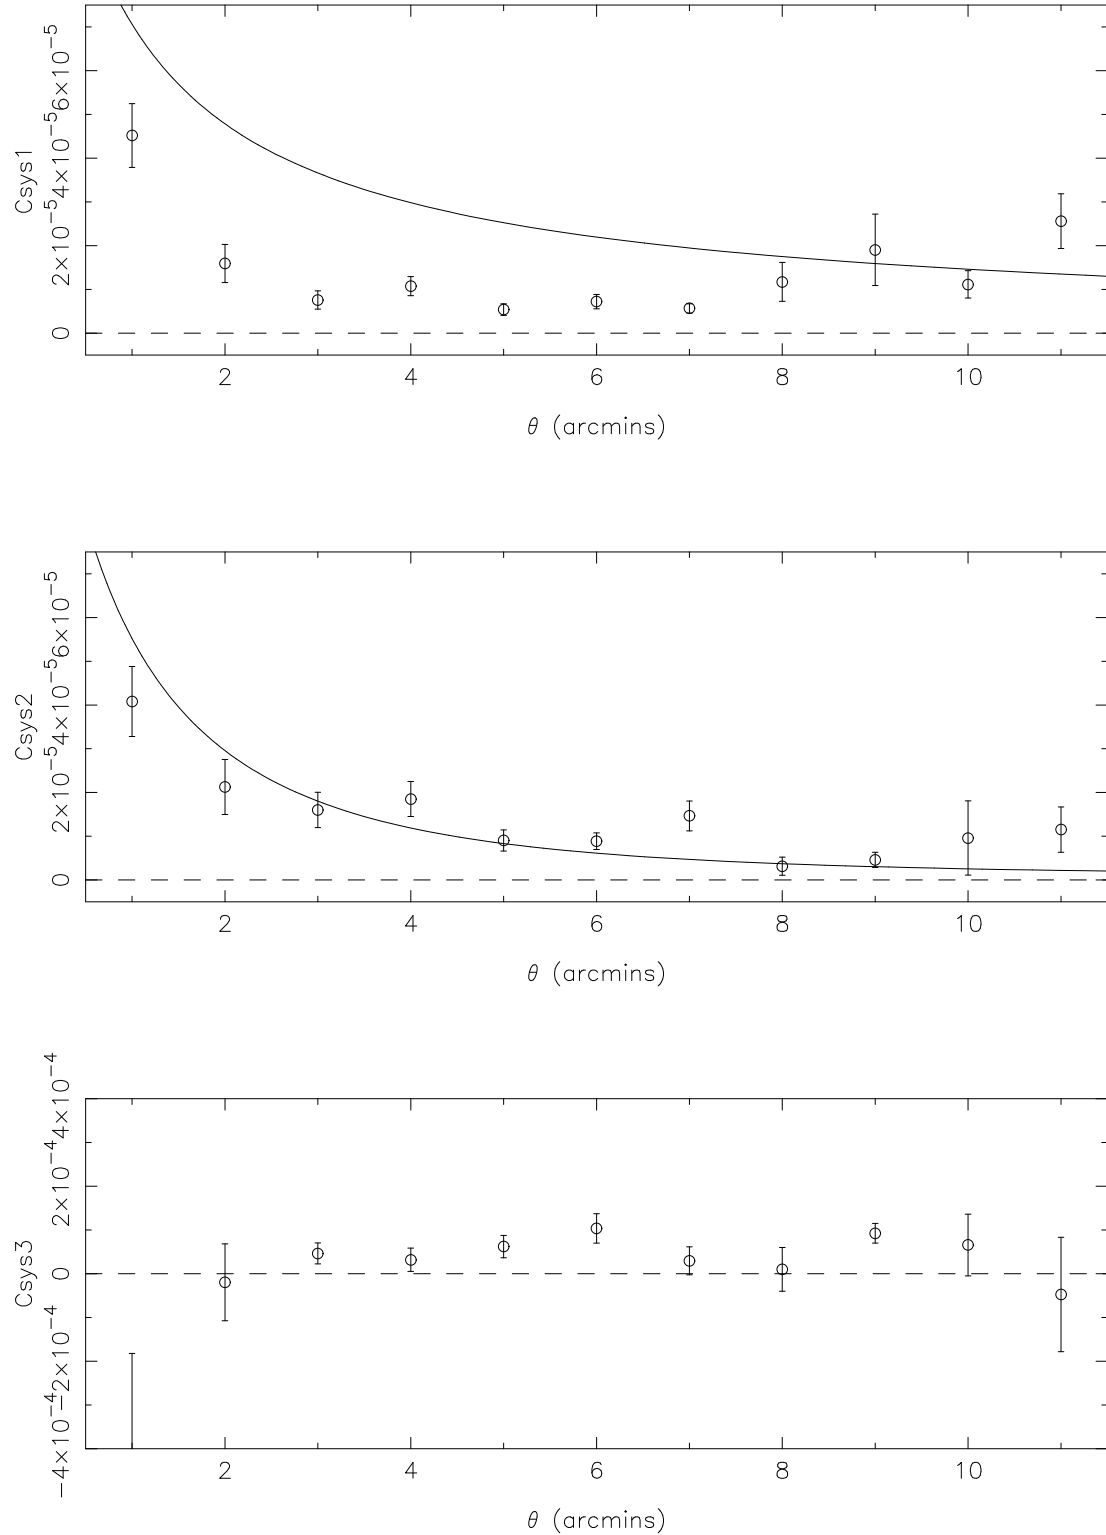 Csys1
6×10⁻⁵
4×10⁻⁵
2×10⁻⁵
0
2 4 6 8 10
θ (arcmins)
Csys2
6×10⁻⁵
4×10⁻⁵
2×10⁻⁵
0
2 4 6 8 10
θ (arcmins)
Csys3
4×10⁻⁴
2×10⁻⁴
0
−2×10⁻⁴
−4×10⁻⁴
2 4 6 8 10
θ (arcmins)